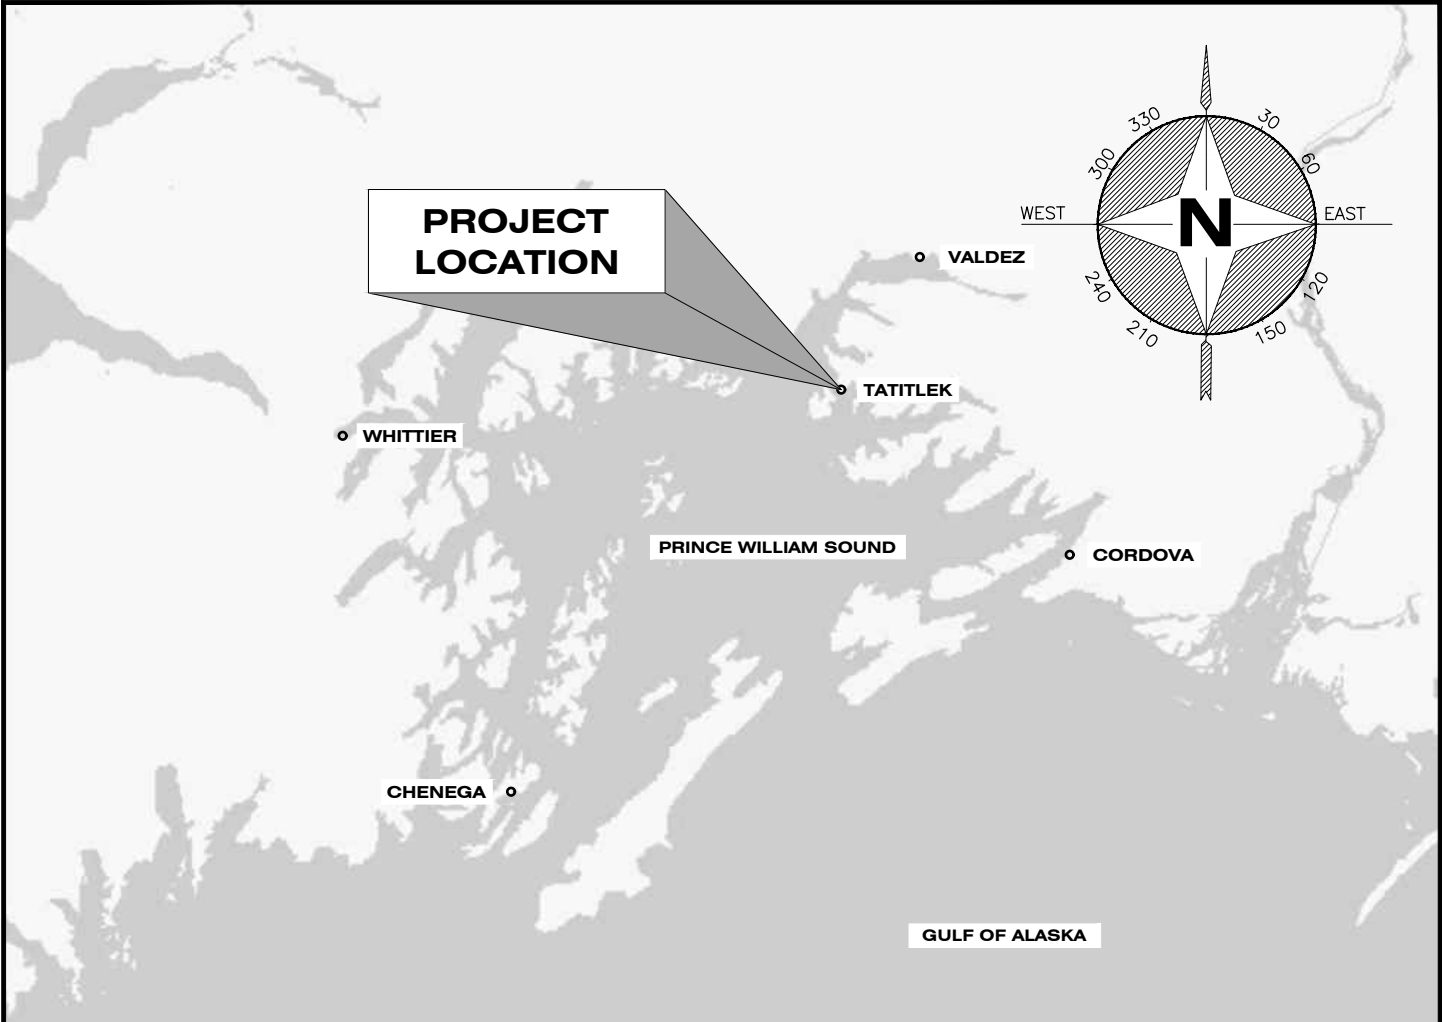 330
30
300
60
WEST
N
EAST
240
120
210
150
PROJECT
LOCATION
VALDEZ
TATITLEK
WHITTIER
PRINCE WILLIAM SOUND
CORDOVA
CHENEGA
GULF OF ALASKA